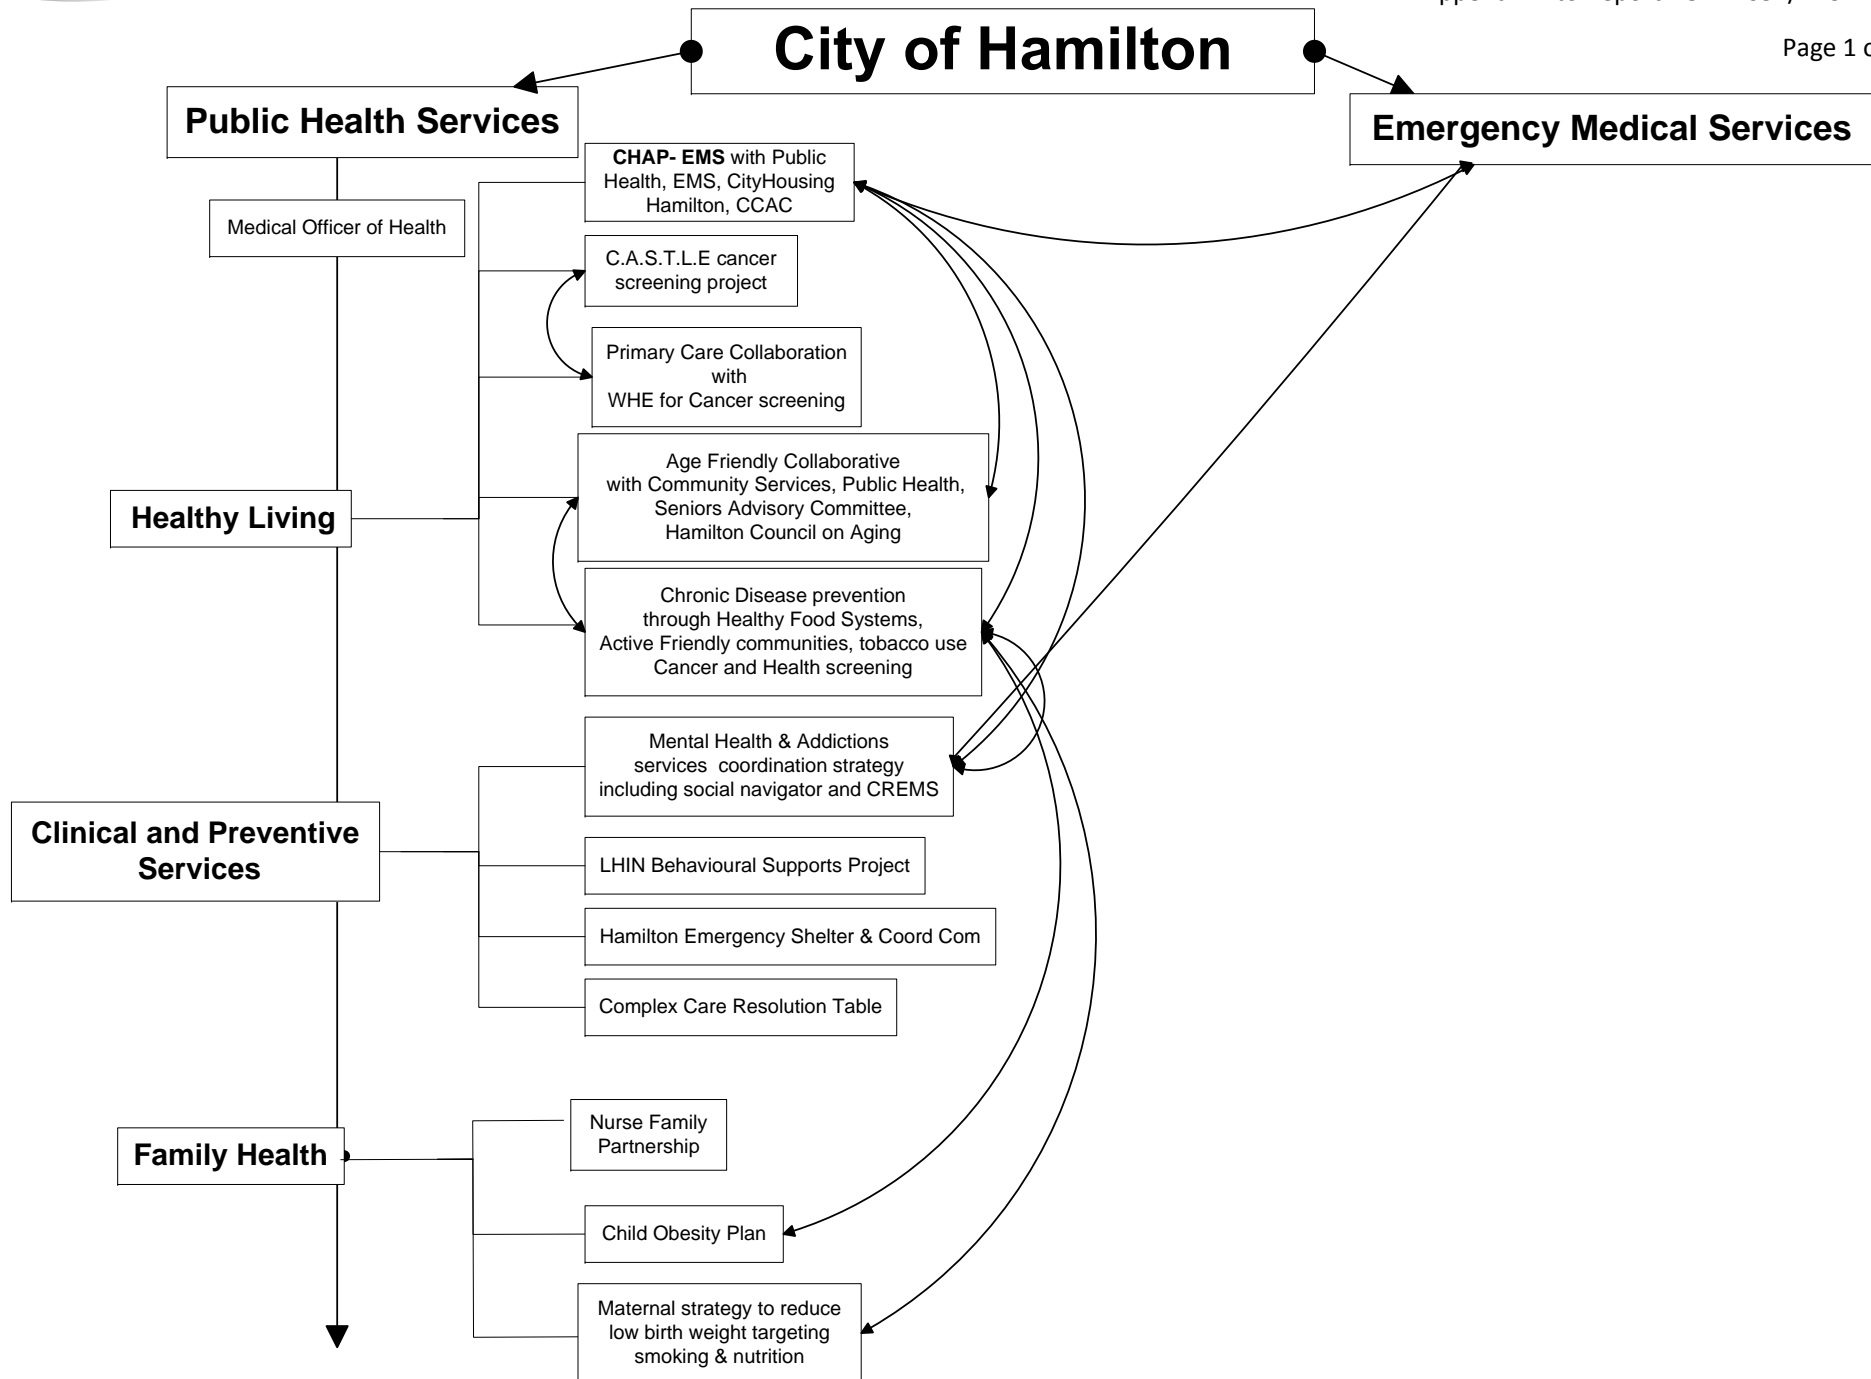 City of Hamilton
Page 1
Public Health Services
Emergency Medical Services
CHAP- EMS with Public
Health, EMS, CityHousing
Hamilton, CCAC
Medical Officer of Health
C.A.S.T.L.E cancer
screening project
Primary Care Collaboration
with
WHE for Cancer screening
Age Friendly Collaborative
with Community Services, Public Health,
Seniors Advisory Committee,
Hamilton Council on Aging
Healthy Living
Chronic Disease prevention
through Healthy Food Systems,
Active Friendly communities, tobacco use
Cancer and Health screening
Mental Health & Addictions
services  coordination strategy
including social navigator and CREMS
Clinical and Preventive
Services
LHIN Behavioural Supports Project
Hamilton Emergency Shelter & Coord Com
Complex Care Resolution Table
Nurse Family
Partnership
Family Health
Child Obesity Plan
Maternal strategy to reduce
low birth weight targeting
smoking & nutrition